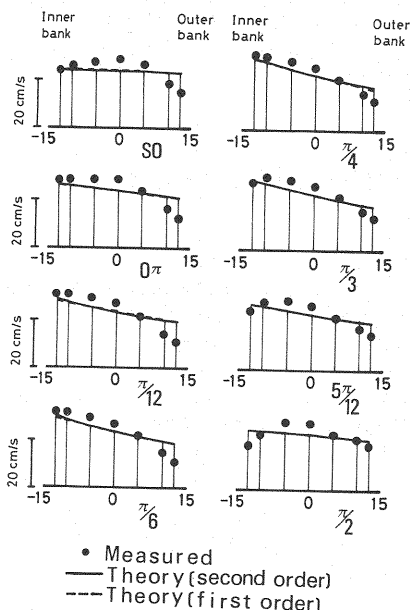 Inner bank
Outer bank
Inner bank
Outer bank
20 cm/s
-15 0 15
S0
-15 0 15
π/4
20 cm/s
-15 0 15
0π
-15 0 15
π/3
20 cm/s
-15 0 15
π/12
-15 0 15
5π/12
20 cm/s
-15 0 15
π/6
-15 0 15
π/2
● Measured
Theory(second order)
Theory(first order)